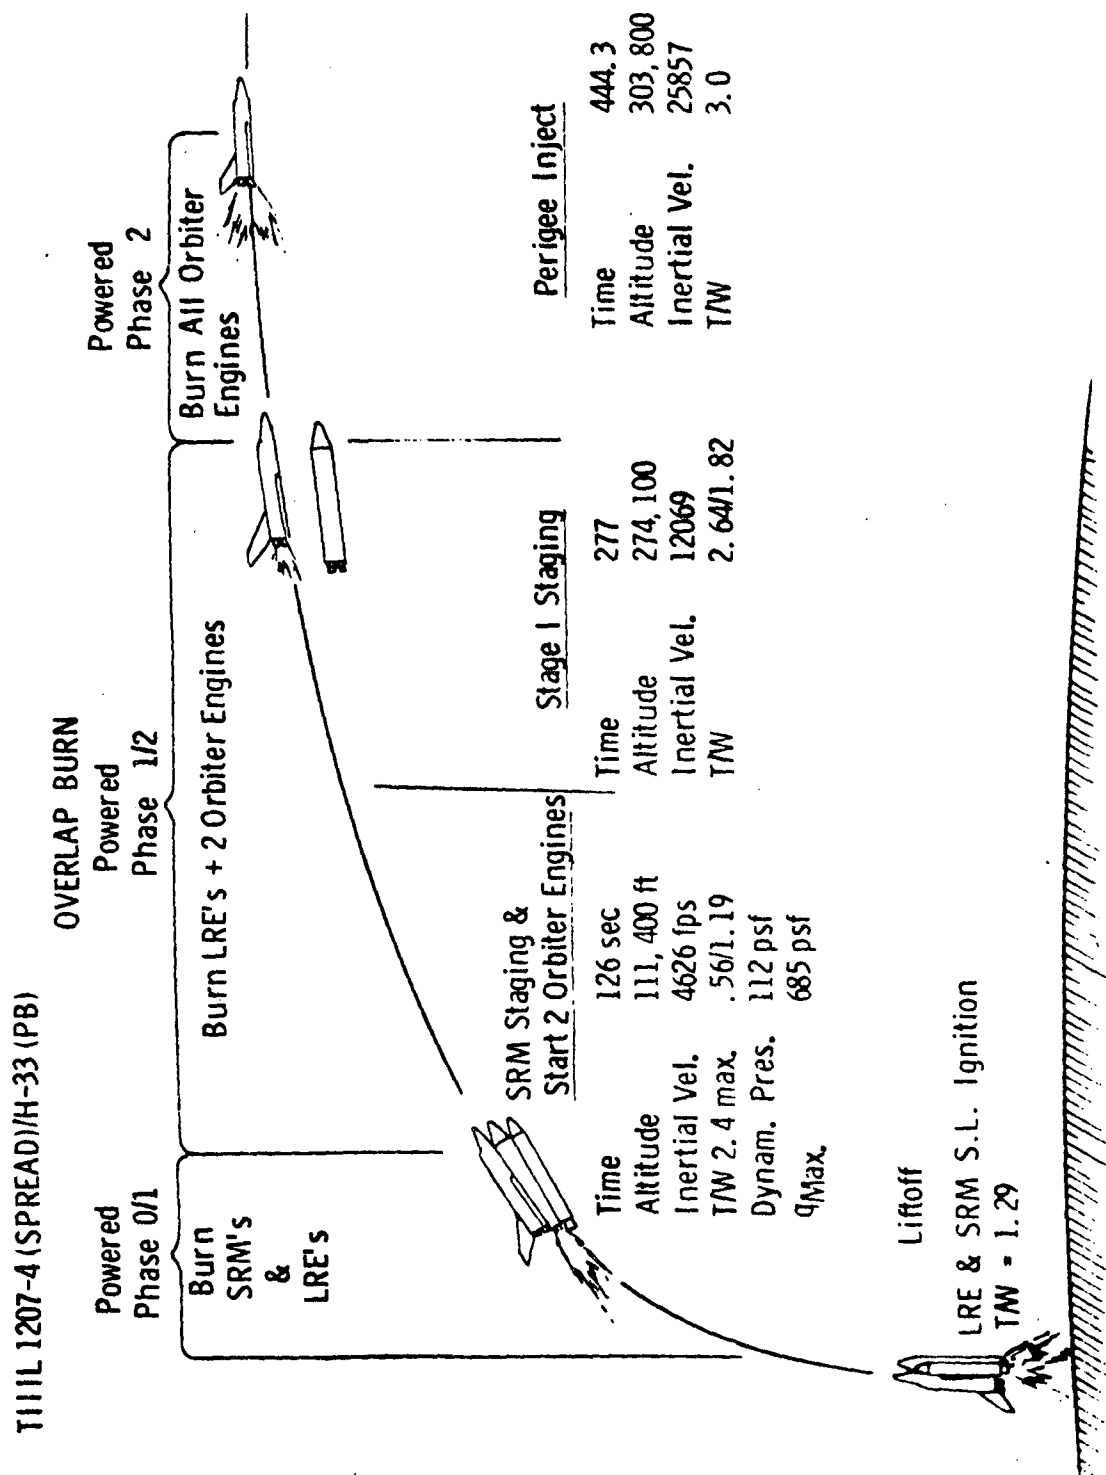 TIIIL 1207-4 (SPREAD)/H-33 (PB)
OVERLAP BURN
Powered
Phase 0/1
Powered
Phase 1/2
Powered
Phase 2
Burn
SRM's
&
LRE's
Burn LRE's + 2 Orbiter Engines
Burn All Orbiter
Engines
SRM Staging &
Start 2 Orbiter Engines
Time 126 sec
Altitude 111, 400 ft
Inertial Vel. 4626 fps
T/W 2.4 max. .56/1.19
Dynam. Pres. 112 psf
qMax. 685 psf
Stage I Staging
Time 277
Altitude 274, 100
Inertial Vel. 12069
T/W 2.64/1.82
Perigee Inject
Time 444.3
Altitude 303, 800
Inertial Vel. 25857
T/W 3.0
Liftoff
LRE & SRM S.L. Ignition
T/W = 1.29